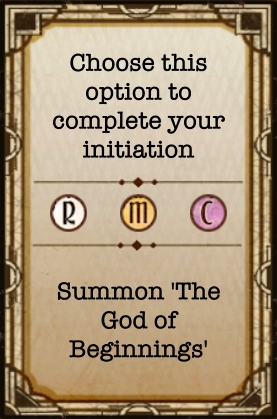 Choose this
option to
complete your
initiation
R M C
Summon 'The
God of
Beginnings'